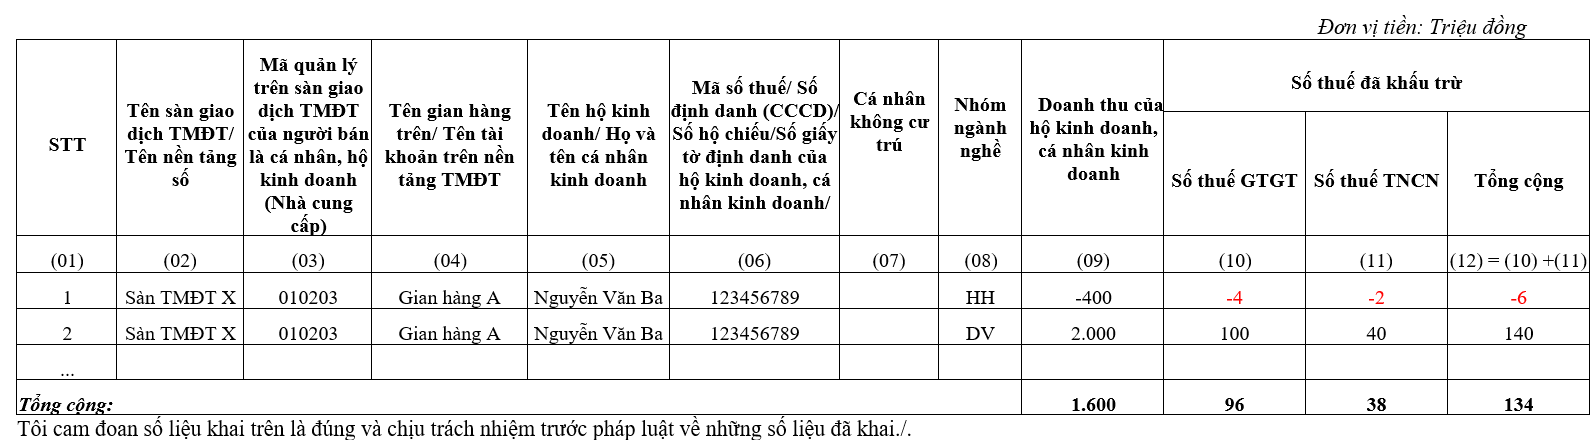 Đơn vị tiền: Triệu đồng
STT
Tên sàn giao
dịch TMĐT/
Tên nền tảng
số
Mã quản lý
trên sàn giao
dịch TMĐT
của người bán
là cá nhân, hộ
kinh doanh
(Nhà cung
cấp)
Tên gian hàng
trên/ Tên tài
khoản trên nền
tảng TMĐT
Tên hộ kinh
doanh/ Họ và
tên cá nhân
kinh doanh
Mã số thuế/ Số
định danh (CCCD)/
Số hộ chiếu/Số giấy
tờ định danh của
hộ kinh doanh, cá
nhân kinh doanh/
Cá nhân
không cư
trú
Nhóm
ngành
nghề
Doanh thu của
hộ kinh doanh,
cá nhân kinh
doanh
Số thuế đã khấu trừ
Số thuế GTGT
Số thuế TNCN
Tổng cộng
(01) (02) (03) (04) (05) (06) (07) (08) (09) (10) (11) (12) = (10) +(11)
1 Sàn TMĐT X 010203 Gian hàng A Nguyễn Văn Ba 123456789 HH -400 -4 -2 -6
2 Sàn TMĐT X 010203 Gian hàng A Nguyễn Văn Ba 123456789 DV 2.000 100 40 140
...
Tổng cộng: 1.600 96 38 134
Tôi cam đoan số liệu khai trên là đúng và chịu trách nhiệm trước pháp luật về những số liệu đã khai./.